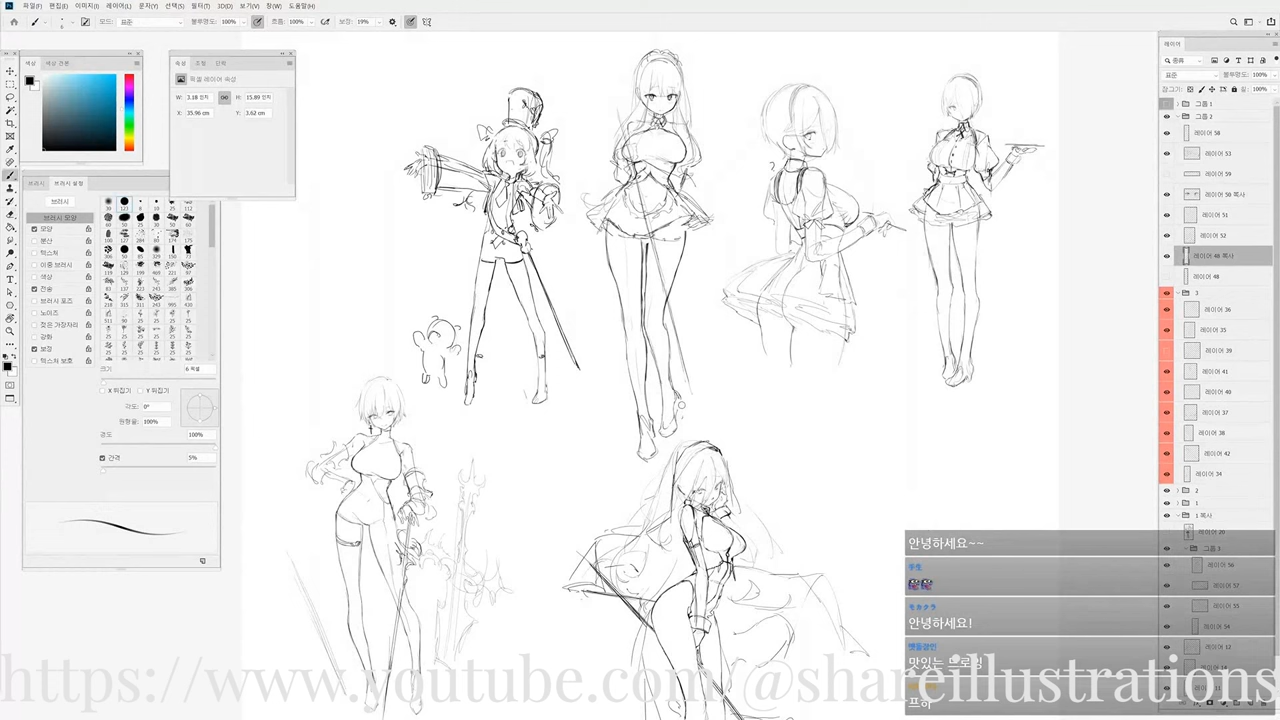 파일(F) 편집(E) 이미지(I) 레이어(L) 문자(Y) 선택(S) 필터(T) 3D(D) 보기(V) 창(W) 도움말(H)
모드: 표준 불투명도: 100% 흐름: 100% 보정: 19%
색상 색상 견본
속성 조정
픽셀 레이어 속성
W: 3.18 인치 H: 15.89 인치
X: 35.96 cm Y: 3.62 cm
브러시 브러시 설정
브러시
브러시 모양
모양
분산
텍스처
이중 브러시
색상
전송
브러시 포즈
노이즈
젖은 가장자리
강화
보정
텍스처 보호
크기 6 픽셀
X 뒤집기 Y 뒤집기
각도: 0°
원형율: 100%
경도 100%
간격 5%
레이어
종류
표준 불투명도: 100%
잠그기: 칠: 100%
그룹 1
그룹 2
레이어 58
레이어 53
레이어 59
레이어 50 복사
레이어 51
레이어 52
레이어 48 복사
레이어 48
3
레이어 36
레이어 35
레이어 39
레이어 41
레이어 40
레이어 37
레이어 38
레이어 42
레이어 34
2
1
1 복사
레이어 20
그룹 3
레이어 56
레이어 57
레이어 55
레이어 54
레이어 12
안녕하세요~~
모카쿠라
안녕하세요!
맛있는 드로잉
프하
https://www.youtube.com/@shareillustrations